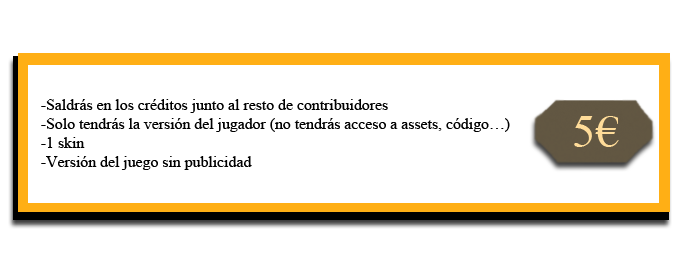 -Saldrás en los créditos junto al resto de contribuidores
-Solo tendrás la versión del jugador (no tendrás acceso a assets, código…)
-1 skin
-Versión del juego sin publicidad
5€